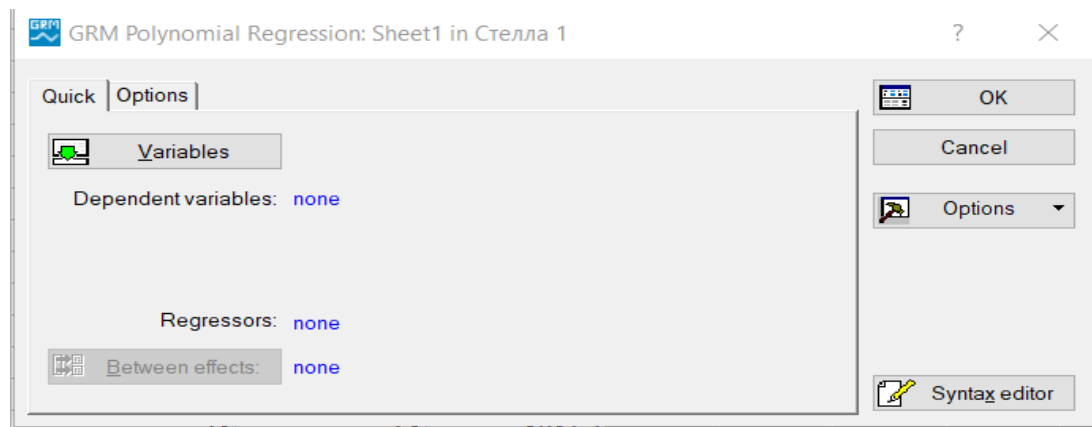 GRM
GRM Polynomial Regression: Sheet1 in Стелла 1
?
Quick
Options
OK
Variables
Cancel
Dependent variables: none
Options
Regressors: none
Between effects: none
Syntax editor